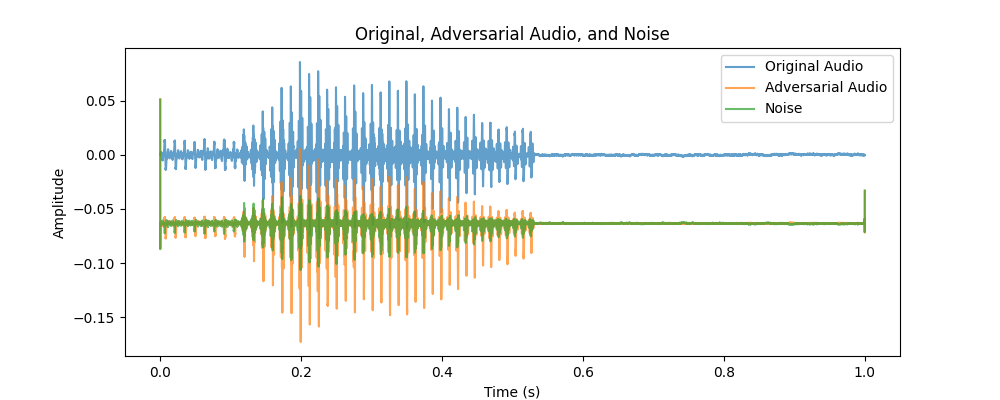 Original, Adversarial Audio, and Noise
Original Audio
Adversarial Audio
Noise
Amplitude
0.05
0.00
−0.05
−0.10
−0.15
0.0 0.2 0.4 0.6 0.8 1.0
Time (s)